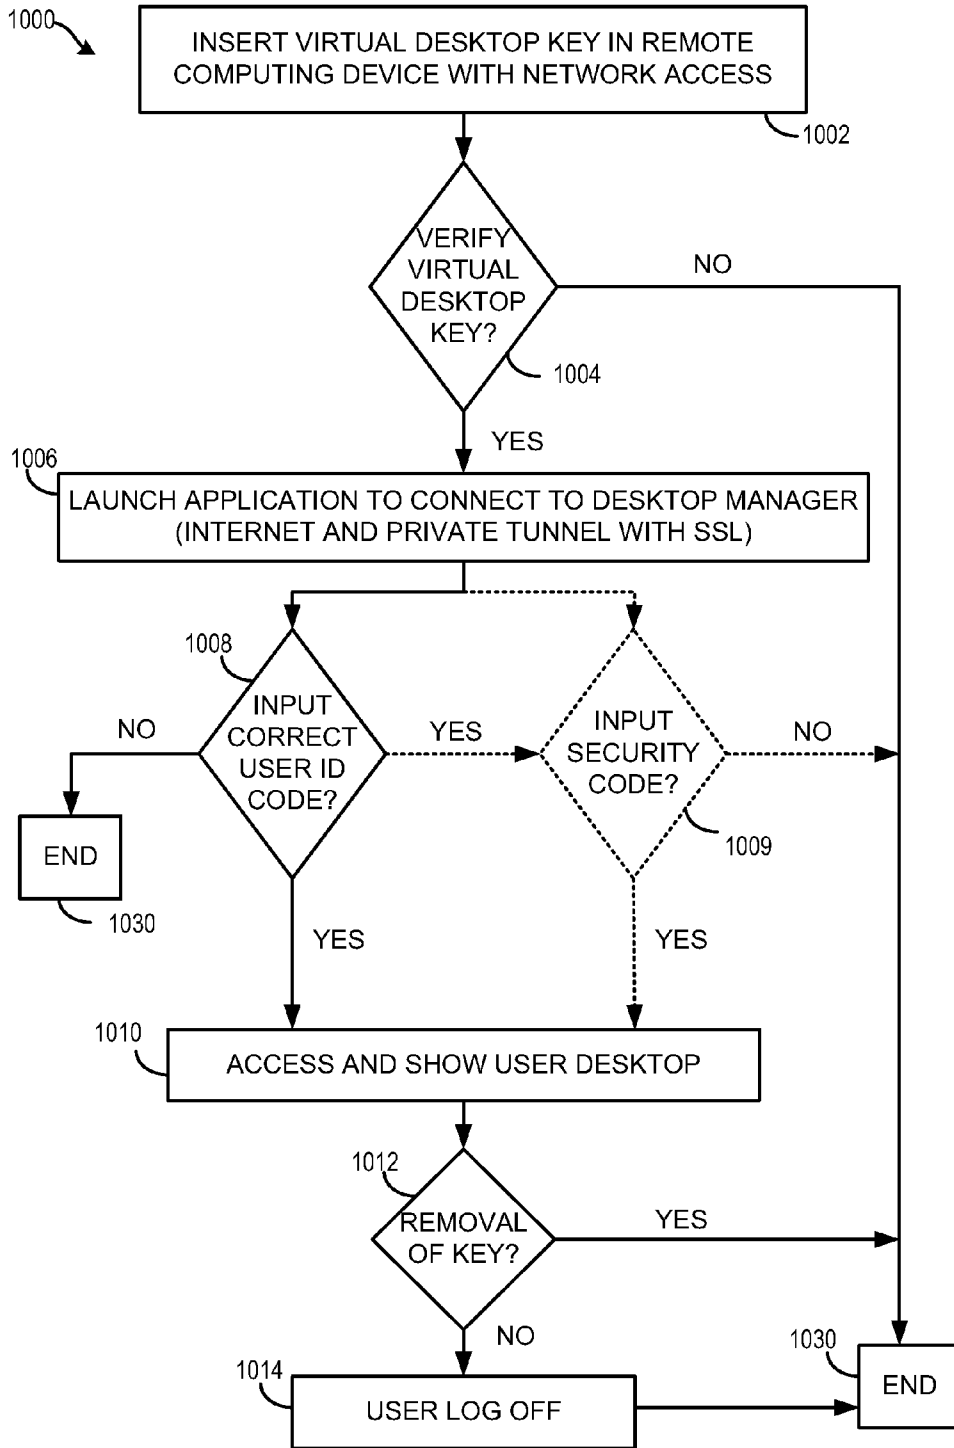 1000
INSERT VIRTUAL DESKTOP KEY IN REMOTE
COMPUTING DEVICE WITH NETWORK ACCESS
1002
VERIFY
VIRTUAL
DESKTOP
KEY?
NO
1004
YES
1006
LAUNCH APPLICATION TO CONNECT TO DESKTOP MANAGER
(INTERNET AND PRIVATE TUNNEL WITH SSL)
1008
INPUT
CORRECT
USER ID
CODE?
NO
YES
INPUT
SECURITY
CODE?
NO
1009
END
1030
YES
YES
1010
ACCESS AND SHOW USER DESKTOP
1012
REMOVAL
OF KEY?
YES
NO
1014
USER LOG OFF
1030
END